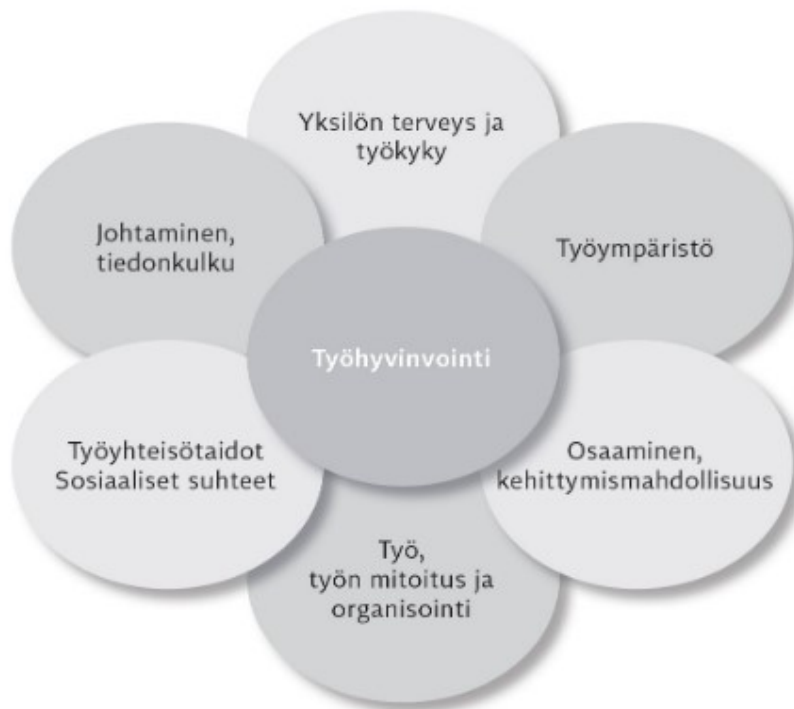 Yksilön terveys ja
työkyky
Johtaminen,
tiedonkulku
Työympäristö
Työhyvinvointi
Työyhteisötaidot
Sosiaaliset suhteet
Osaaminen,
kehittymismahdollisuus
Työ,
työn mitoitus ja
organisointi